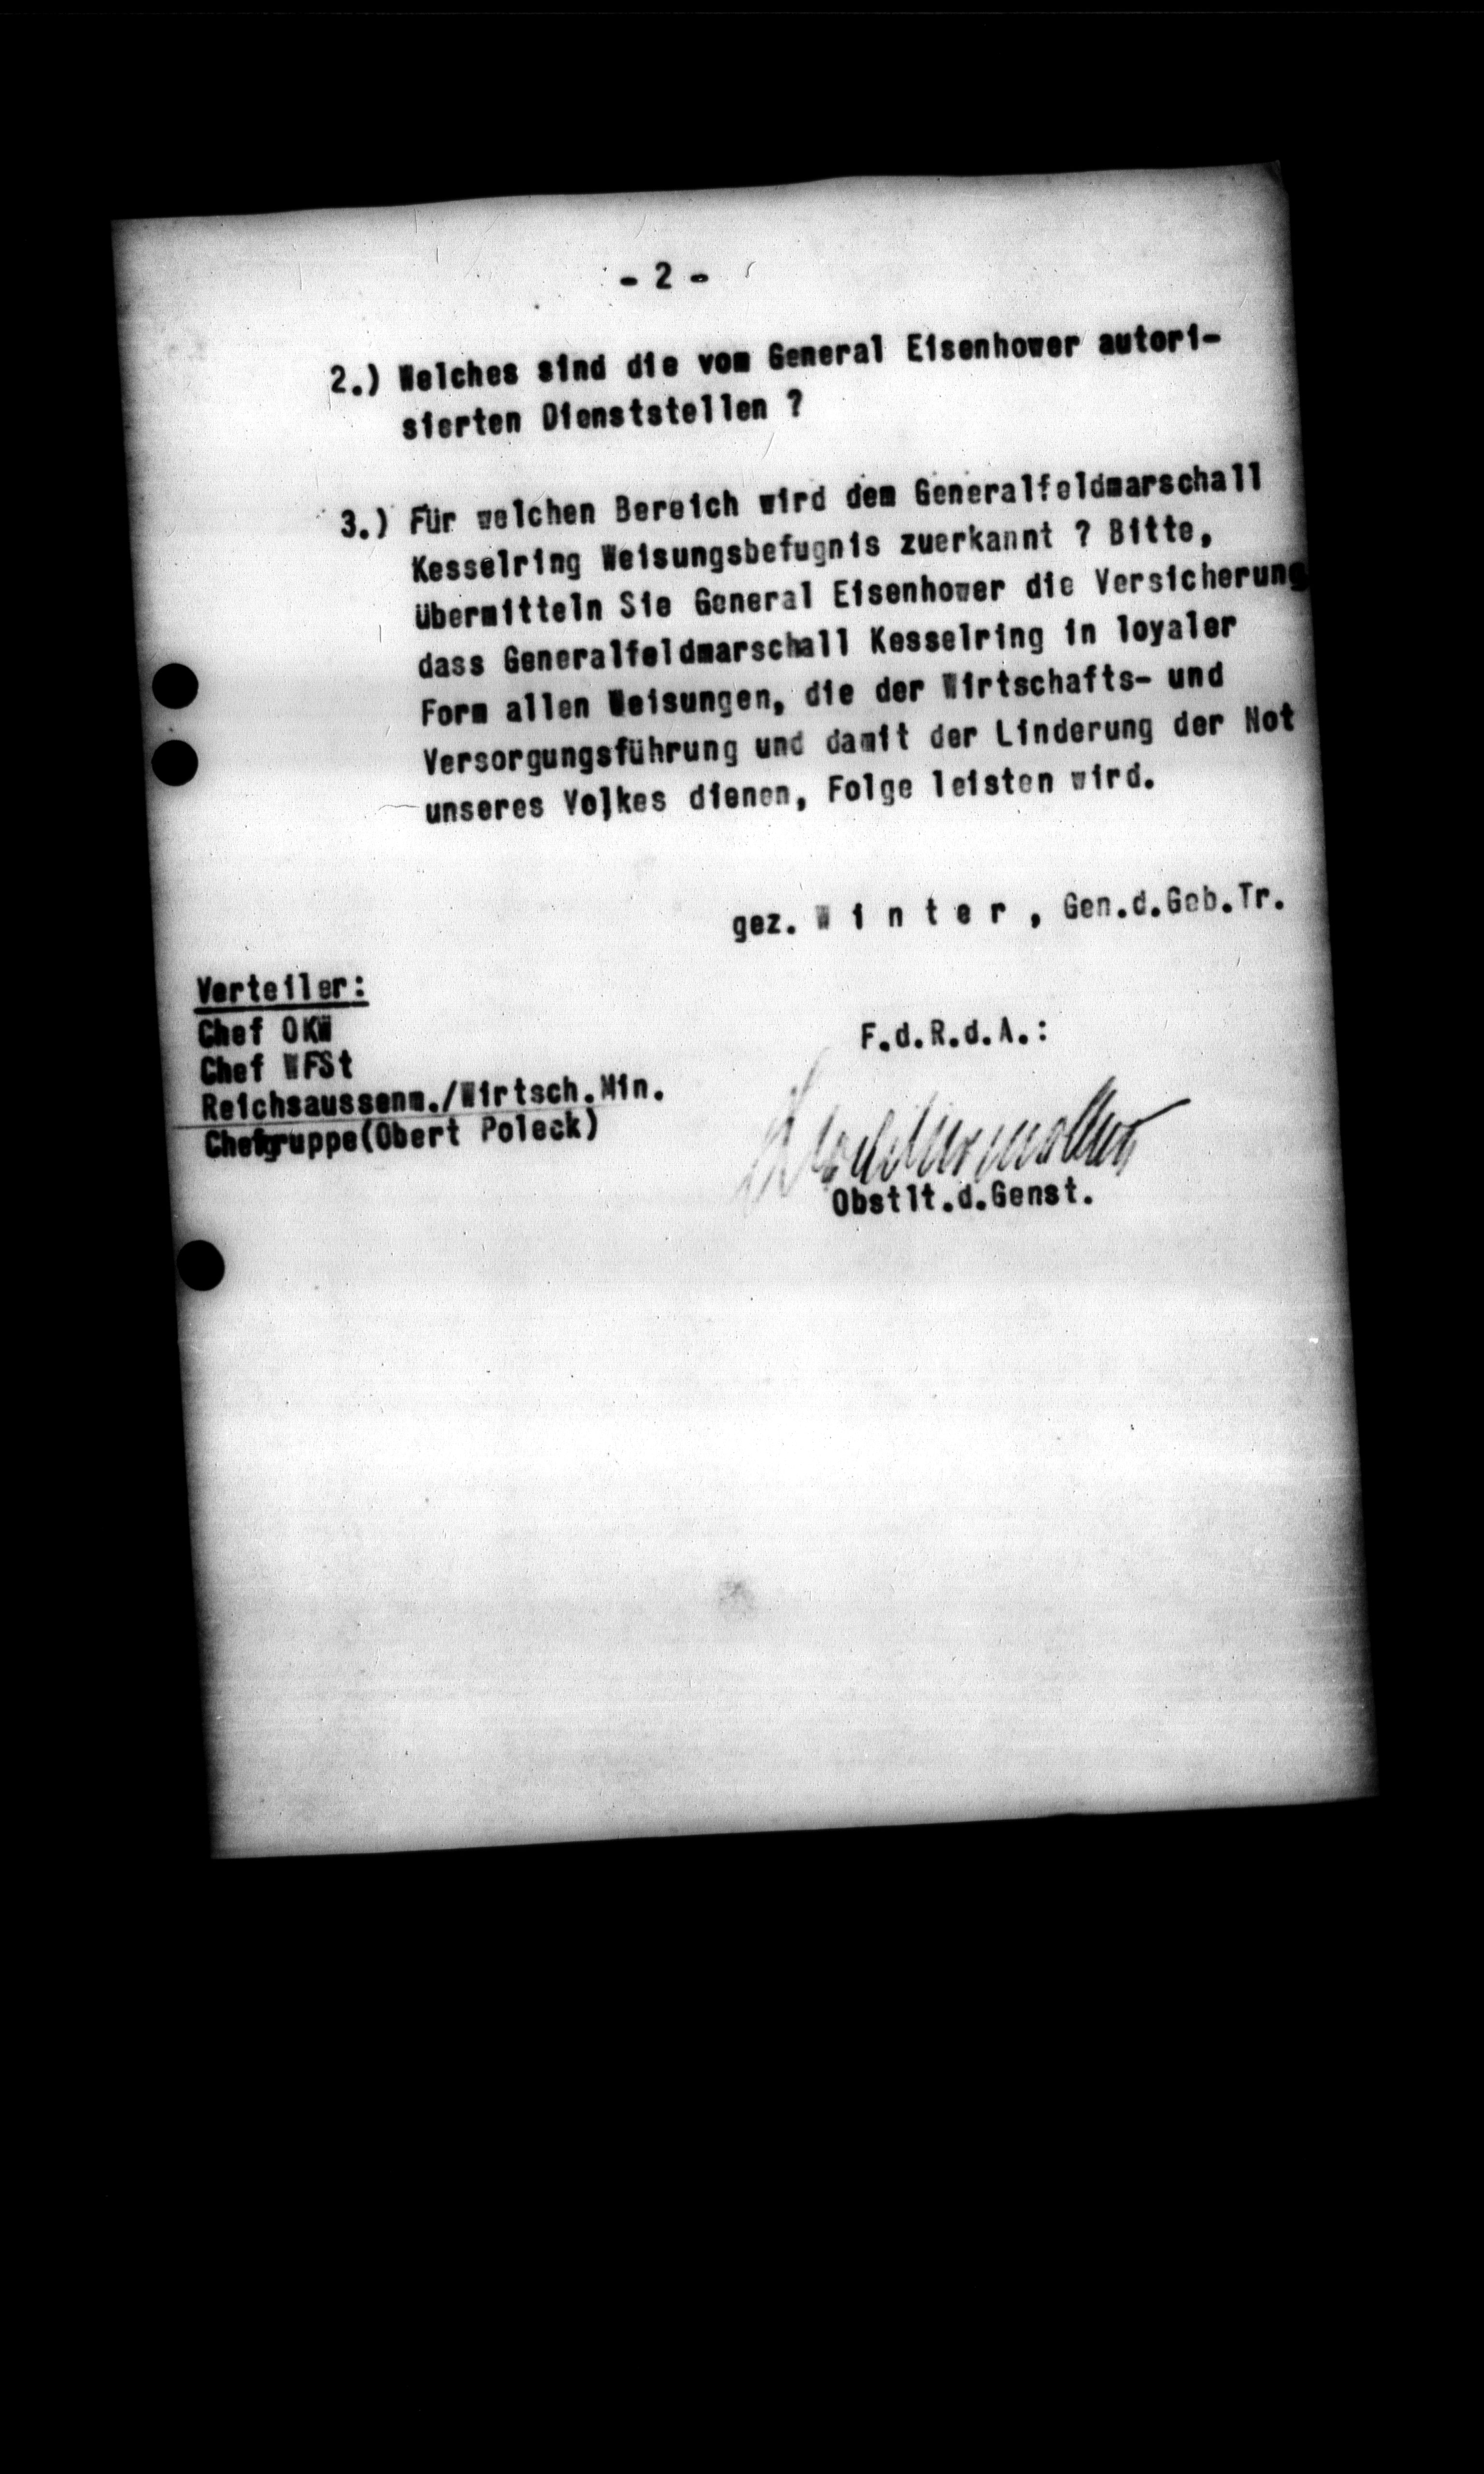 - 2 -
2.) Welches sind die vom General Eisenhower autori-
sierten Dienststellen ?
3.) Für welchen Bereich wird dem Generalfeldmarschall
Kesselring Weisungsbefugnis zuerkannt ? Bitte,
übermitteln Sie General Eisenhower die Versicherung
dass Generalfeldmarschall Kesselring in loyaler
Form allen Weisungen, die der Wirtschafts- und
Versorgungsführung und damit der Linderung der Not
unseres Volkes dienen, Folge leisten wird.
gez. W i n t e r , Gen.d.Geb.Tr.
Verteiler:
Chef OKW
Chef WFSt
Reichsaussenm./Wirtsch.Min.
Chefgruppe(Obert Poleck)
F.d.R.d.A.:
Obstlt.d.Genst.